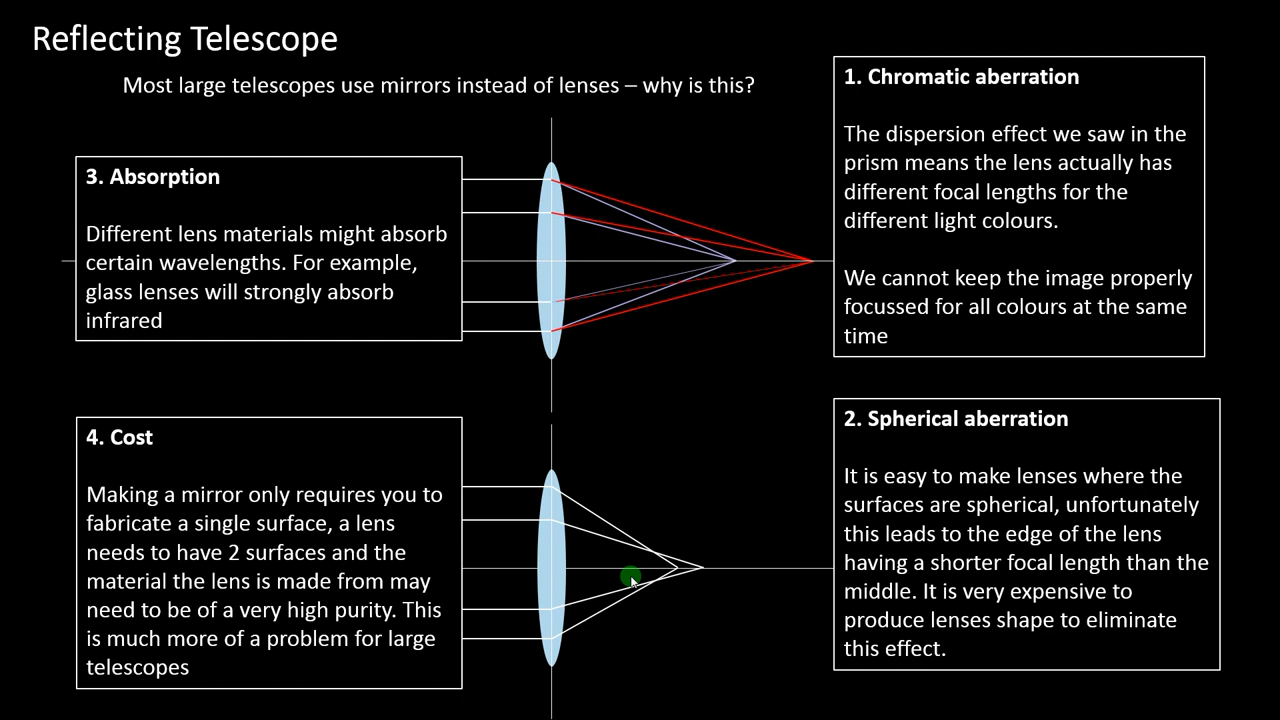 Reflecting Telescope
Most large telescopes use mirrors instead of lenses – why is this?
1. Chromatic aberration
The dispersion effect we saw in the
prism means the lens actually has
different focal lengths for the
different light colours.
We cannot keep the image properly
focussed for all colours at the same
time
2. Spherical aberration
It is easy to make lenses where the
surfaces are spherical, unfortunately
this leads to the edge of the lens
having a shorter focal length than the
middle. It is very expensive to
produce lenses shape to eliminate
this effect.
3. Absorption
Different lens materials might absorb
certain wavelengths. For example,
glass lenses will strongly absorb
infrared
4. Cost
Making a mirror only requires you to
fabricate a single surface, a lens
needs to have 2 surfaces and the
material the lens is made from may
need to be of a very high purity. This
is much more of a problem for large
telescopes